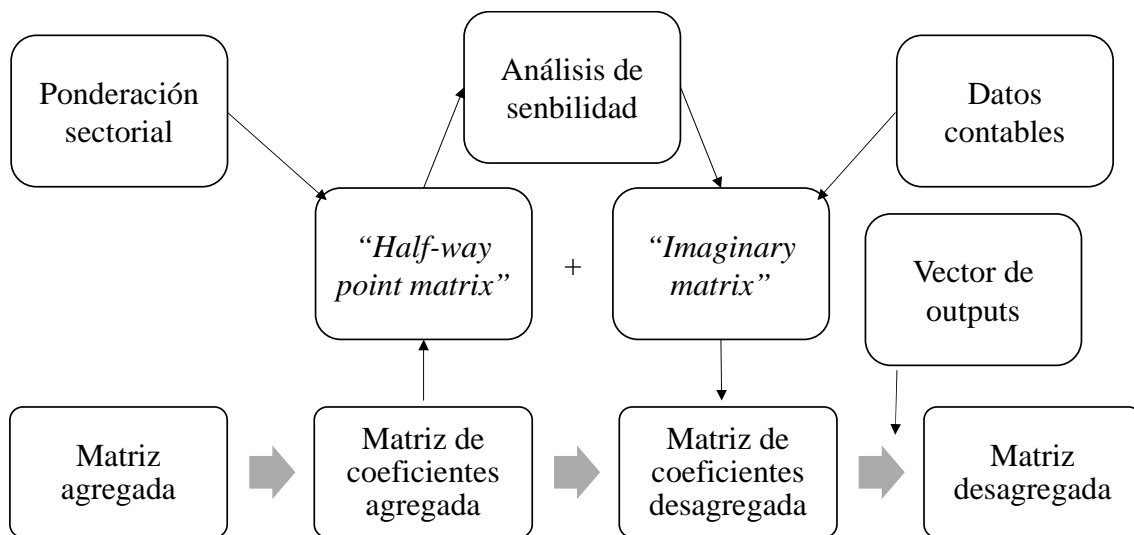 Ponderación
sectorial
Análisis de
senbilidad
Datos
contables
“Half-way
point matrix”
+
“Imaginary
matrix”
Vector de
outputs
Matriz
agregada
Matriz de
coeficientes
agregada
Matriz de
coeficientes
desagregada
Matriz
desagregada